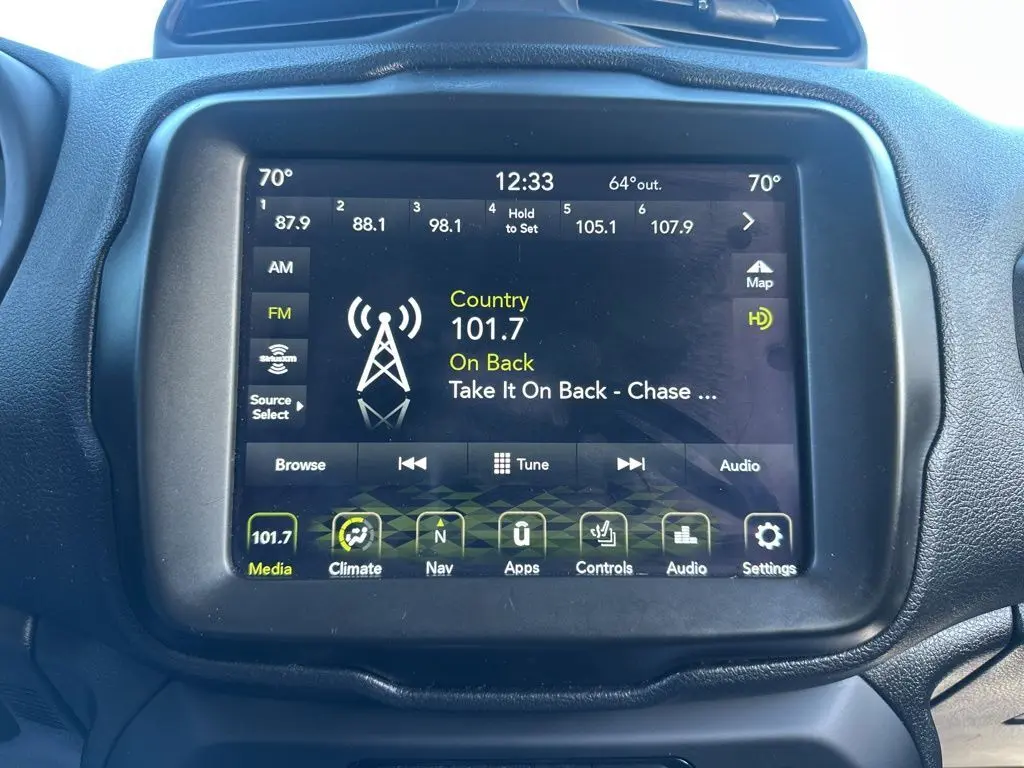 70° 12:33 64°out. 70°
1 87.9 2 88.1 3 98.1 4 Hold to Set 5 105.1 6 107.9
AM
Map
FM
HD
SiriusXM
Source
Select
Country
101.7
On Back
Take It On Back - Chase ...
Browse Tune Audio
101.7 N ū
Media Climate Nav Apps Controls Audio Settings